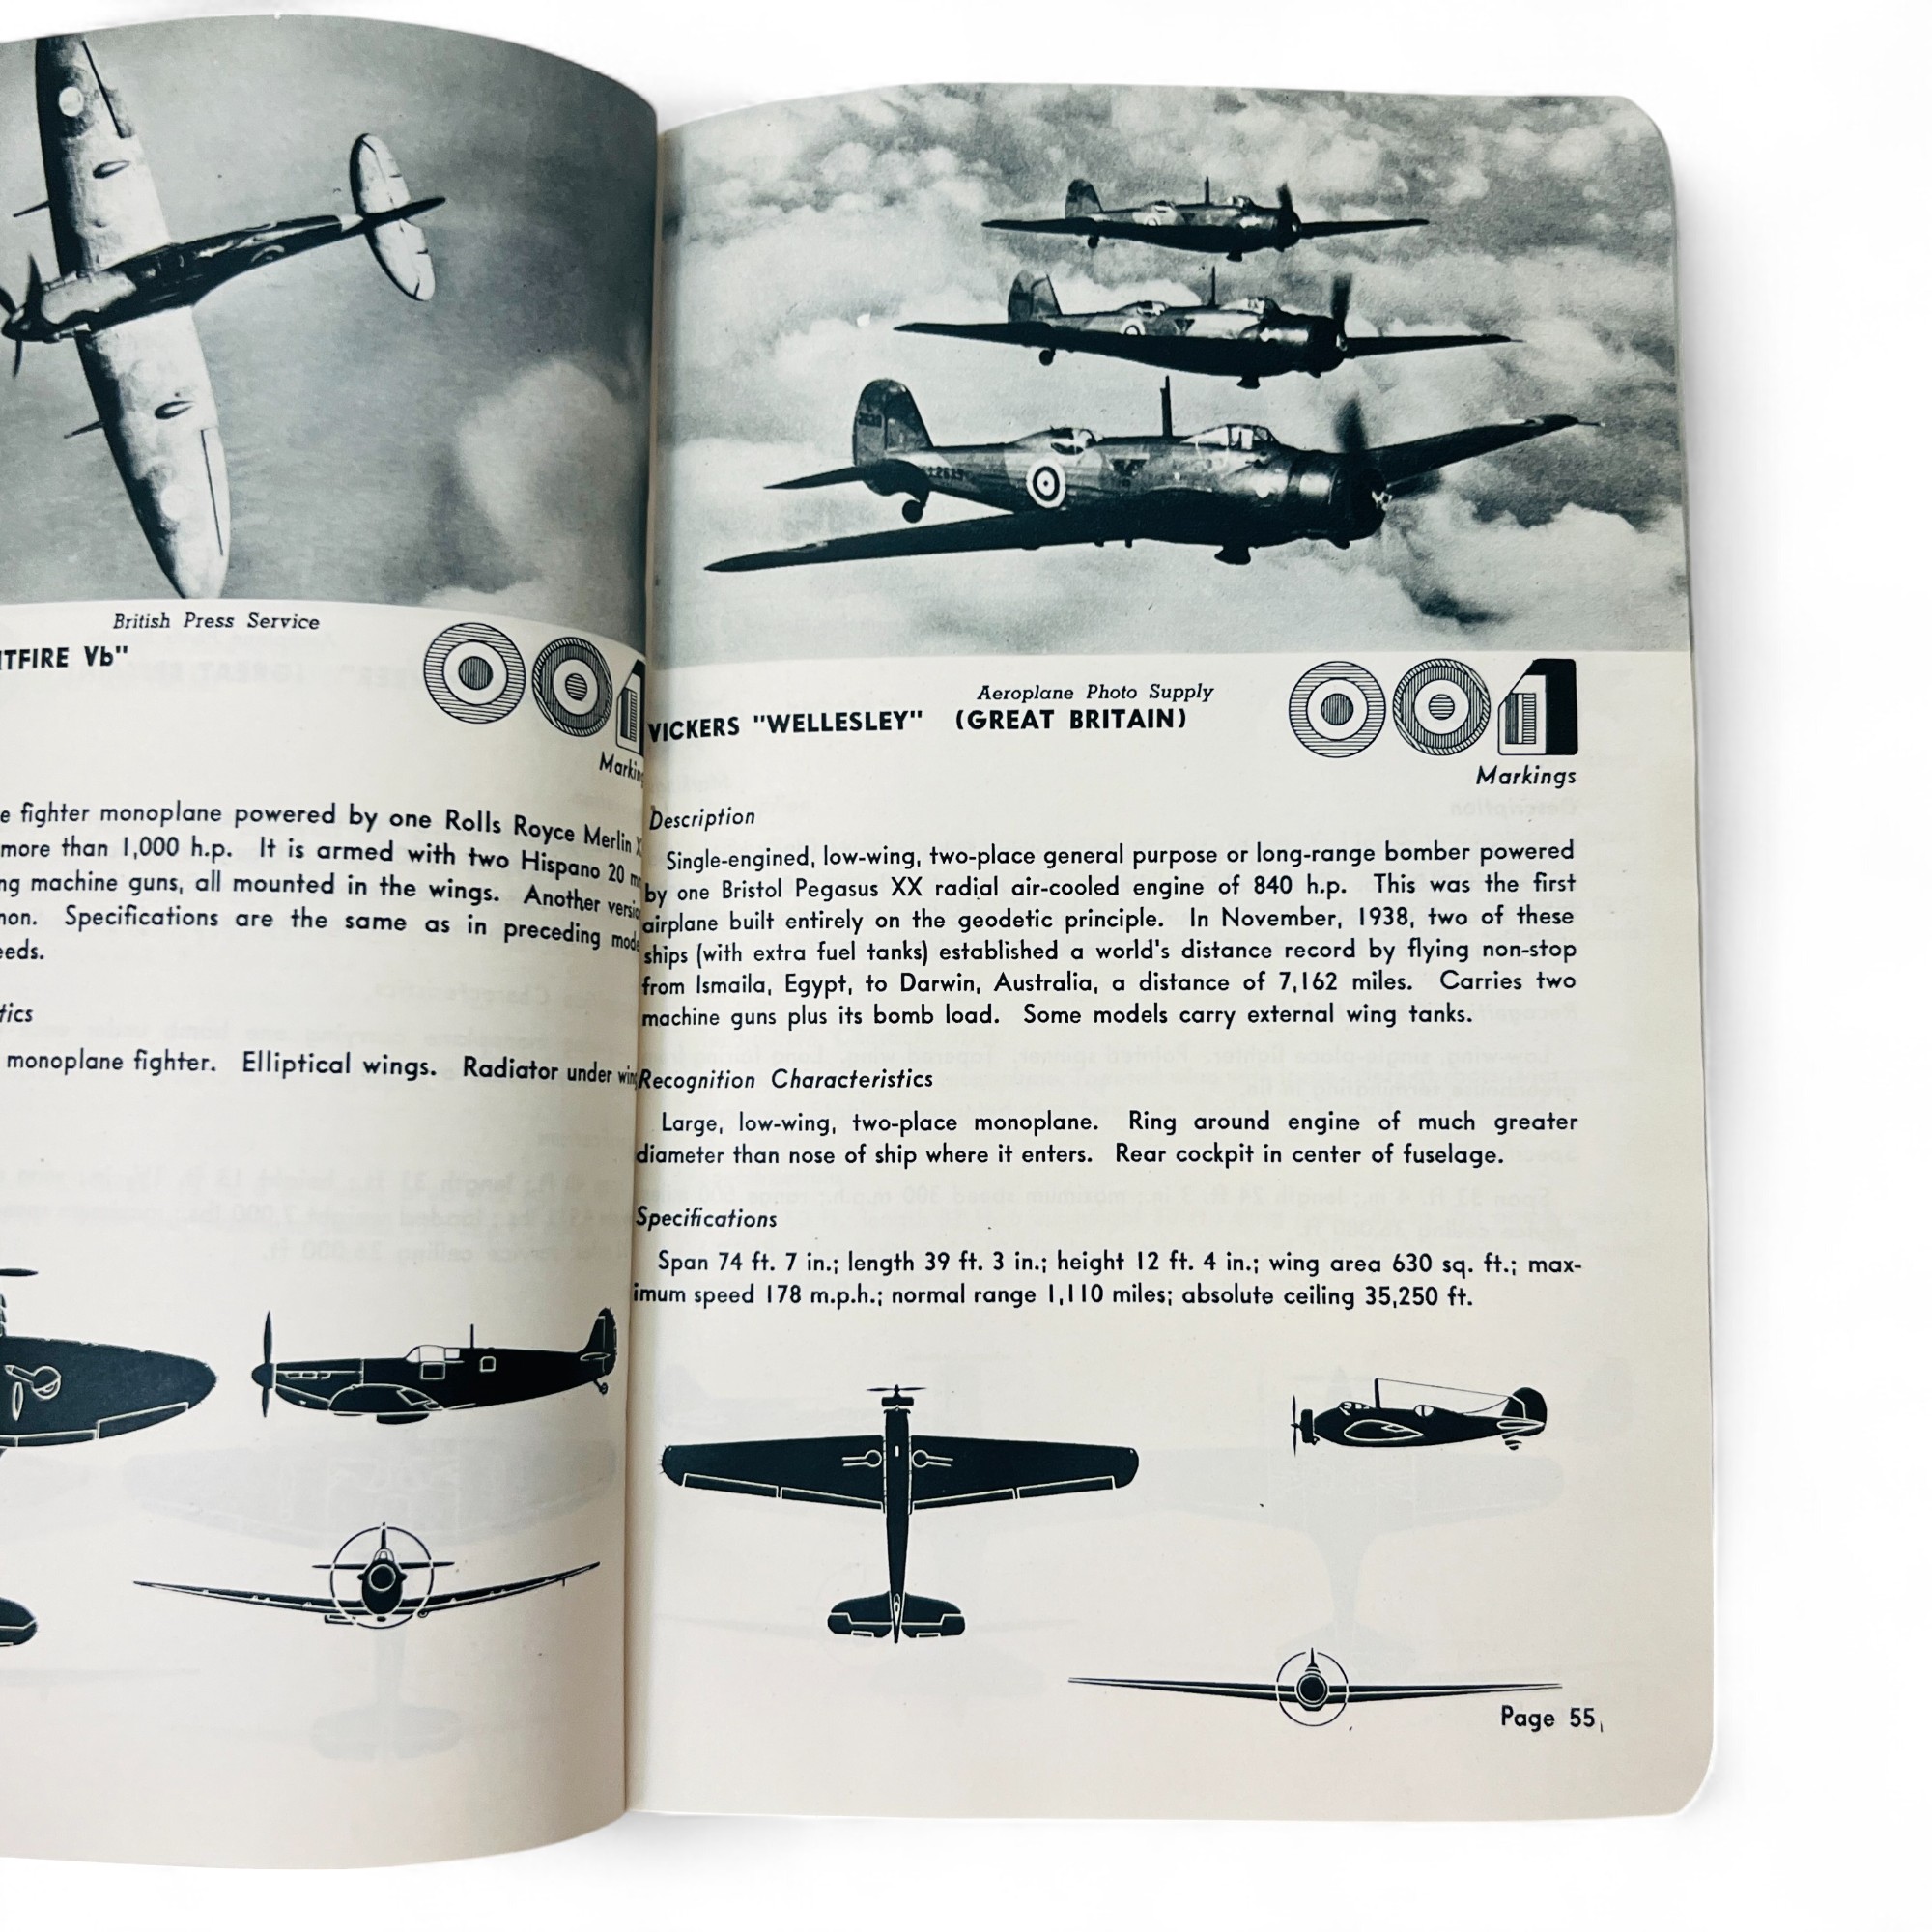 British Press Service
Vb"
Markin
fighter monoplane powered by one Rolls Royce Merlin
more than 1,000 h.p. It is armed with two Hispano 20
machine guns, all mounted in the wings. Another
Specifications are the same as in preceding
monoplane fighter. Elliptical wings. Radiator under
Aeroplane Photo Supply
VICKERS "WELLESLEY" (GREAT BRITAIN)
Markings
Description
Single-engined, low-wing, two-place general purpose or long-range bomber powered
by one Bristol Pegasus XX radial air-cooled engine of 840 h.p. This was the first
airplane built entirely on the geodetic principle. In November, 1938, two of these
ships (with extra fuel tanks) established a world's distance record by flying non-stop
from Ismaila, Egypt, to Darwin, Australia, a distance of 7,162 miles. Carries two
machine guns plus its bomb load. Some models carry external wing tanks.
Recognition Characteristics
Large, low-wing, two-place monoplane. Ring around engine of much greater
diameter than nose of ship where it enters. Rear cockpit in center of fuselage.
Specifications
Span 74 ft. 7 in.; length 39 ft. 3 in.; height 12 ft. 4 in.; wing area 630 sq. ft.; max-
imum speed 178 m.p.h.; normal range 1,110 miles; absolute ceiling 35,250 ft.
Page 55